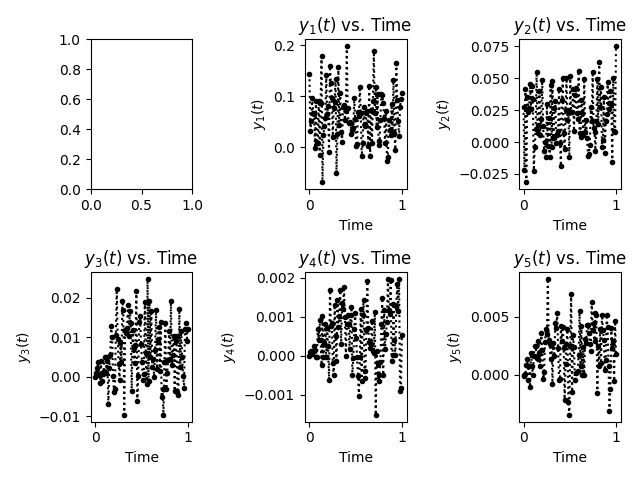 1.0
0.8
0.6
0.4
0.2
0.0
0.0 0.5 1.0
y₁(t) vs. Time
0.2
0.1
0.0
y₁(t)
0 1
Time
y₂(t) vs. Time
0.075
0.050
0.025
0.000
−0.025
y₂(t)
0 1
Time
y₃(t) vs. Time
0.02
0.01
0.00
−0.01
y₃(t)
0 1
Time
y₄(t) vs. Time
0.002
0.001
0.000
−0.001
y₄(t)
0 1
Time
y₅(t) vs. Time
0.005
0.000
y₅(t)
0 1
Time